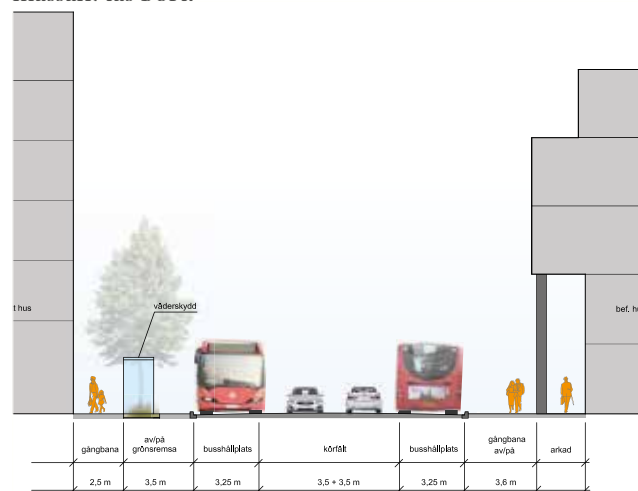 t hus
väderskydd
bef. hu
gångbana
av/på
grönsremsa
busshållplats
körfält
busshållplats
gångbana
av/på
arkad
2,5 m
3,5 m
3,25 m
3,5 + 3,5 m
3,25 m
3,6 m